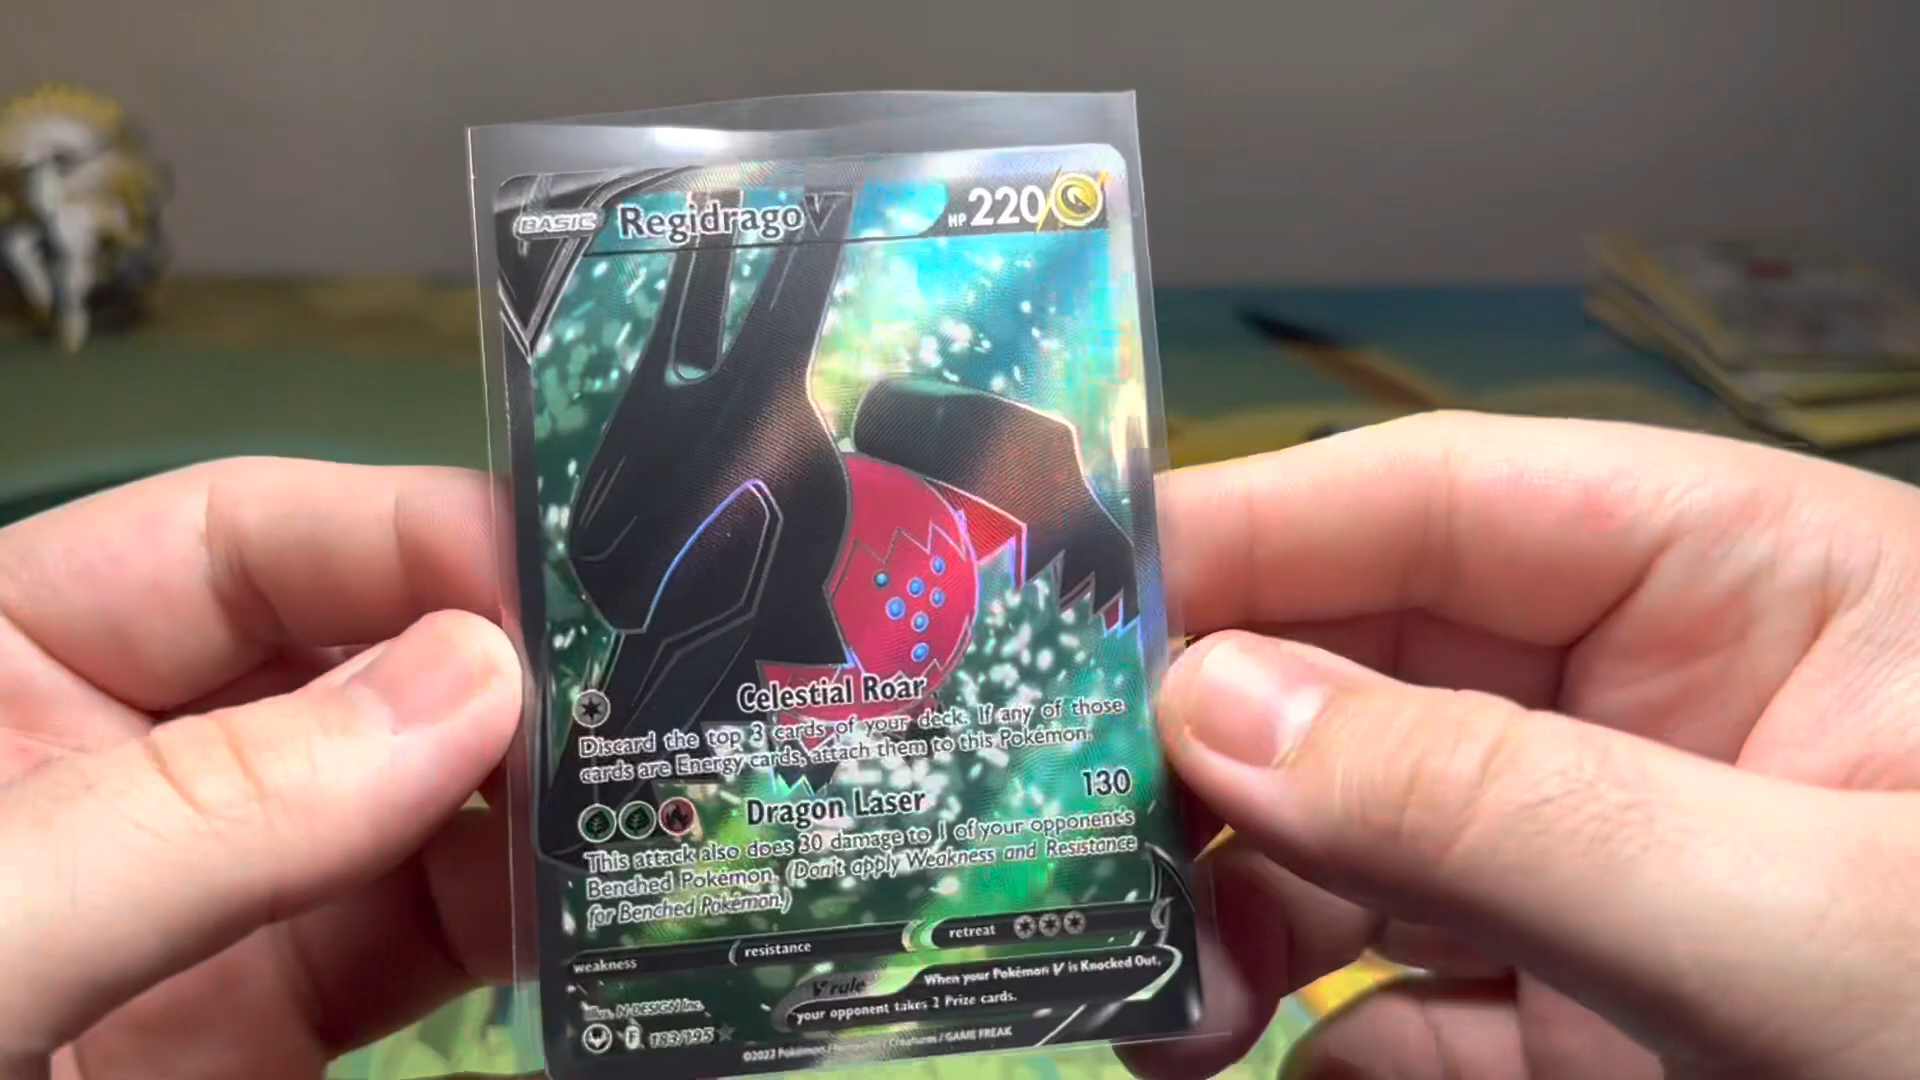 BASIC Regidrago V HP 220
Celestial Roar
Discard the top 3 cards of your deck. If any of those
cards are Energy cards, attach them to this Pokémon.
Dragon Laser 130
This attack also does 30 damage to 1 of your opponent's
Benched Pokémon. (Don't apply Weakness and Resistance
for Benched Pokémon.)
weakness resistance retreat
V rule When your Pokémon V is Knocked Out,
your opponent takes 2 Prize cards.
Illus. N-DESIGN Inc.
F 183/195
©2022 Pokémon / Nintendo / Creatures / GAME FREAK